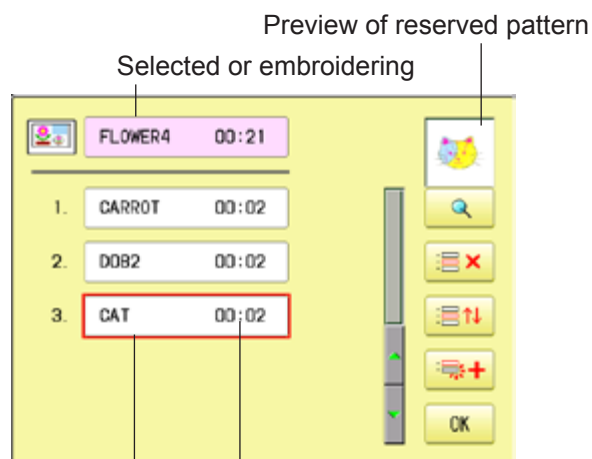 Preview of reserved pattern
Selected or embroidering
FLOWER4 00:21
1. CARROT 00:02
2. DOB2 00:02
3. CAT 00:02
OK